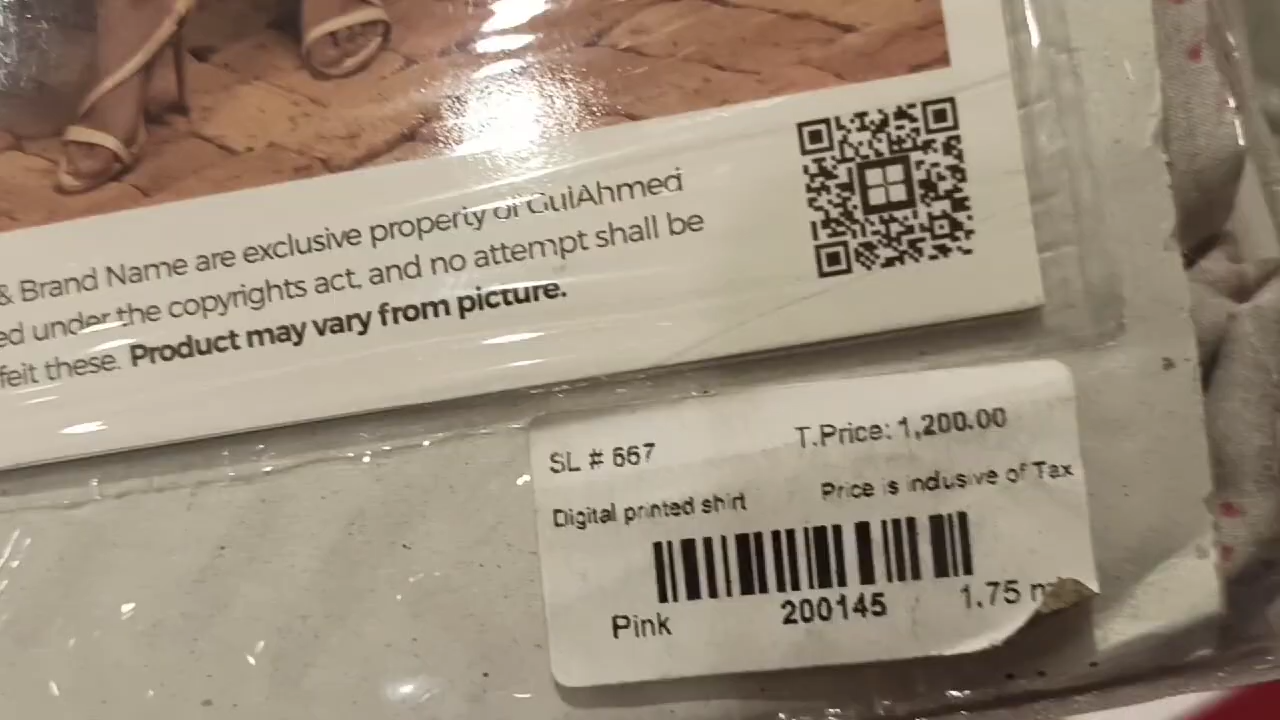 & Brand Name are exclusive property of GulAhmed
ed under the copyrights act, and no attempt shall be
feit these. Product may vary from picture.
SL # 667
T.Price: 1,200.00
Digital printed shirt
Price is inclusive of Tax
Pink
200145
1.75